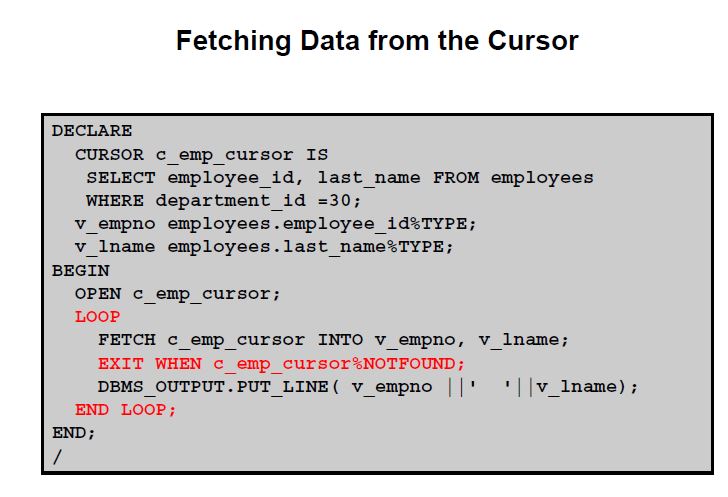 Fetching Data from the Cursor
DECLARE
CURSOR c_emp_cursor IS
SELECT employee_id, last_name FROM employees
WHERE department_id =30;
v_empno employees.employee_id%TYPE;
v_lname employees.last_name%TYPE;
BEGIN
OPEN c_emp_cursor;
LOOP
FETCH c_emp_cursor INTO v_empno, v_lname;
EXIT WHEN c_emp_cursor%NOTFOUND;
DBMS_OUTPUT.PUT_LINE( v_empno ||'  '||v_lname);
END LOOP;
END;
/